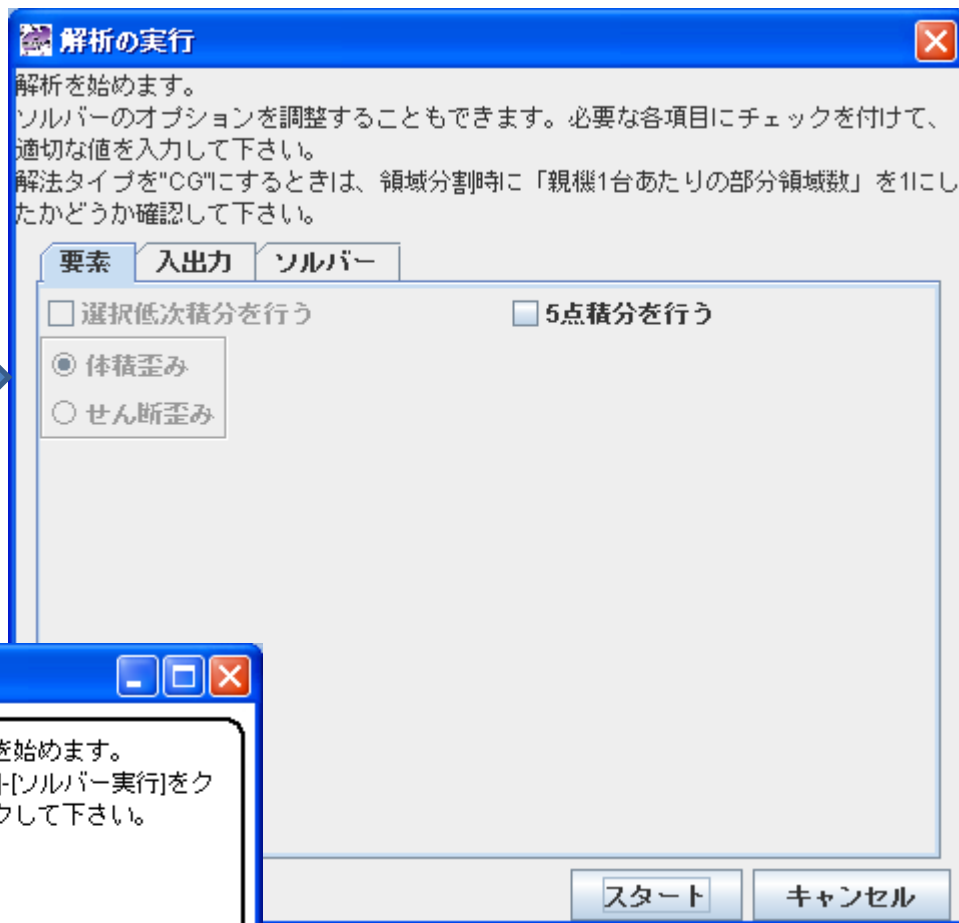 解析の実行
解析を始めます。
ソルバーのオプションを調整することもできます。必要な各項目にチェックを付けて、
適切な値を入力して下さい。
解法タイプを"CG"にするときは、領域分割時に「親機1台あたりの部分領域数」を1にし
たかどうか確認して下さい。
要素 入出力 ソルバー
選択低次積分を行う 5点積分を行う
体積歪み
せん断歪み
を始めます。
]-[ソルバー実行]をク
クして下さい。
スタート キャンセル